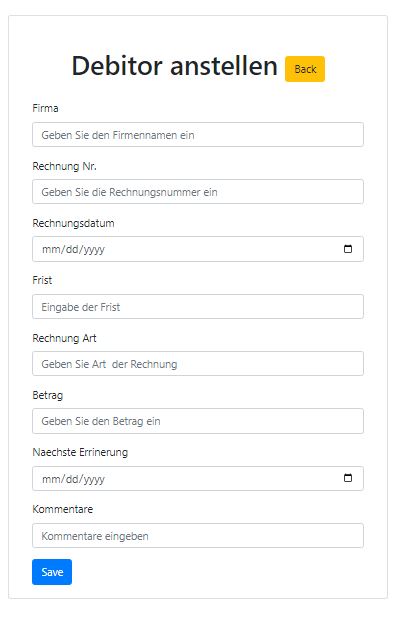 Debitor anstellen Back
Firma
Geben Sie den Firmennamen ein
Rechnung Nr.
Geben Sie die Rechnungsnummer ein
Rechnungsdatum
mm/dd/yyyy
Frist
Eingabe der Frist
Rechnung Art
Geben Sie Art  der Rechnung
Betrag
Geben Sie den Betrag ein
Naechste Errinerung
mm/dd/yyyy
Kommentare
Kommentare eingeben
Save